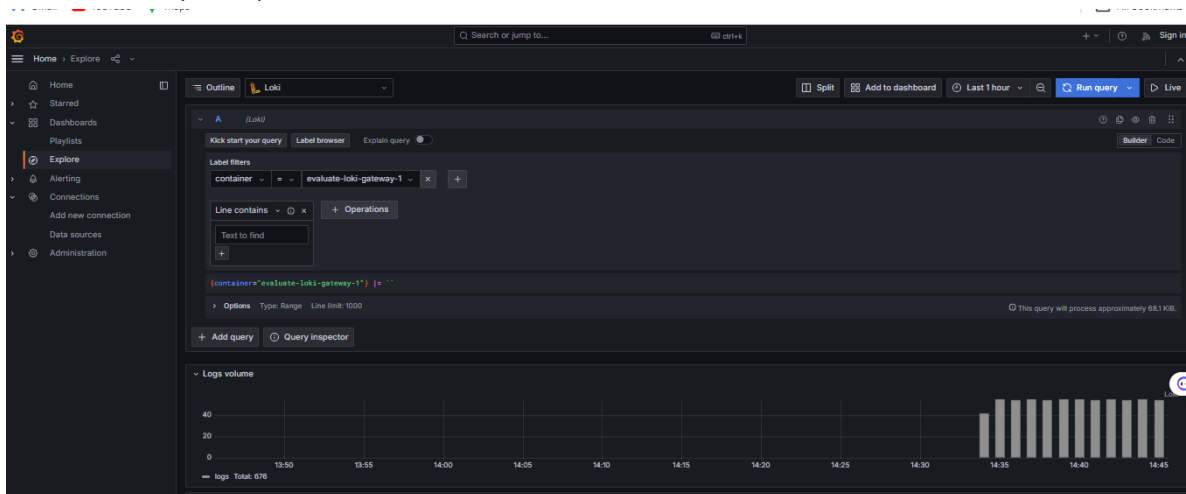 Search or jump to...
ctrl+k
Sign in
Home › Explore
Home
Starred
Dashboards
Playlists
Explore
Alerting
Connections
Add new connection
Data sources
Administration
Outline
Loki
Split
Add to dashboard
Last 1 hour
Run query
Live
A (Loki)
Kick start your query
Label browser
Explain query
Builder
Code
Label filters
container = evaluate-loki-gateway-1
Line contains
+ Operations
Text to find
{container="evaluate-loki-gateway-1"} |= ``
Options Type: Range Line limit: 1000
This query will process approximately 68.1 KiB.
+ Add query
Query inspector
Logs volume
40
20
0
13:50 13:55 14:00 14:05 14:10 14:15 14:20 14:25 14:30 14:35 14:40 14:45
logs Total: 676